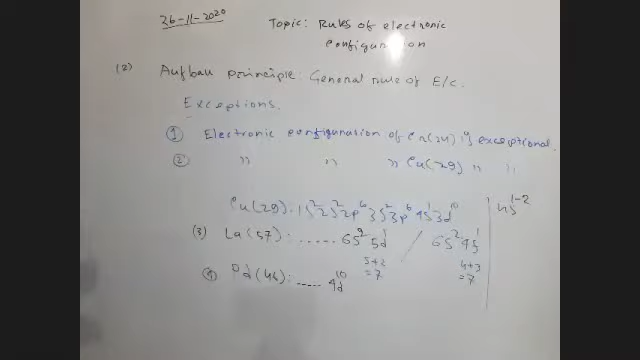 26-11-2020
Topic: Rules of electronic
configuration
(2) Aufbau principle: General rule of E/c.
Exceptions.
① Electronic configuration of Cr(24) is exceptional.
② " " " Cu(29) " "
Cu(29): 1s² 2s² 2p⁶ 3s² 3p⁶ 4s¹ 3d¹⁰
ns¹⁻²
(3) La(57): ...... 6s² 5d¹ / 6s² 4f¹
5+2 4+3
=7 =7
④ Pd(46): ...... 4d¹⁰